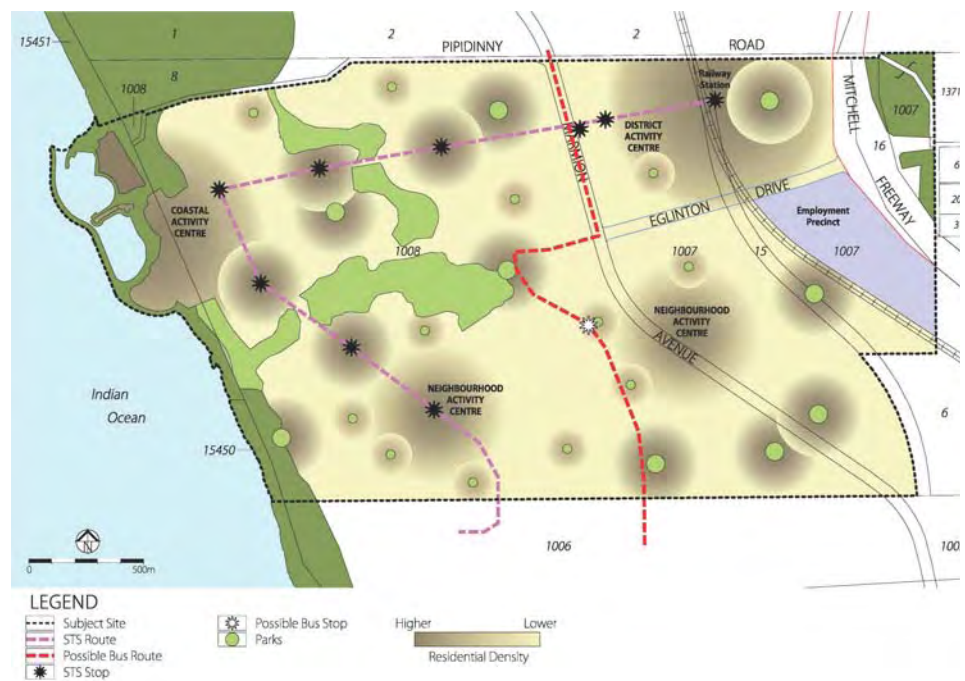 15451
1
2
PIPIDINNY
2
ROAD
8
1008
Railway
Station
MITCHELL
1007
1371
16
6
FREEWAY
20
3
DISTRICT
ACTIVITY
CENTRE
MARMION
COASTAL
ACTIVITY
CENTRE
EGLINTON
DRIVE
Employment
Precinct
1008
1007
15
1007
NEIGHBOURHOOD
ACTIVITY
CENTRE
AVENUE
Indian
Ocean
NEIGHBOURHOOD
ACTIVITY
CENTRE
6
15450
N
0
500m
1006
LEGEND
Subject Site
STS Route
Possible Bus Route
STS Stop
Possible Bus Stop
Parks
Higher
Lower
Residential Density